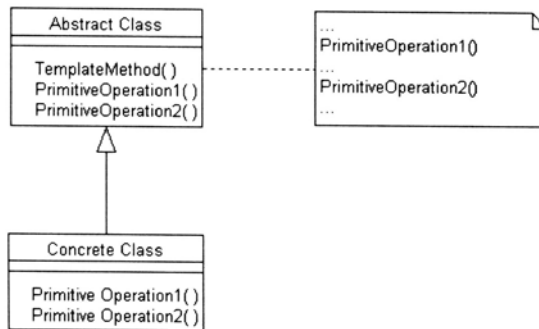 Abstract Class
TemplateMethod( )
PrimitiveOperation1( )
PrimitiveOperation2( )
...
PrimitiveOperation1()
...
PrimitiveOperation2()
...
Concrete Class
Primitive Operation1( )
Primitive Operation2( )